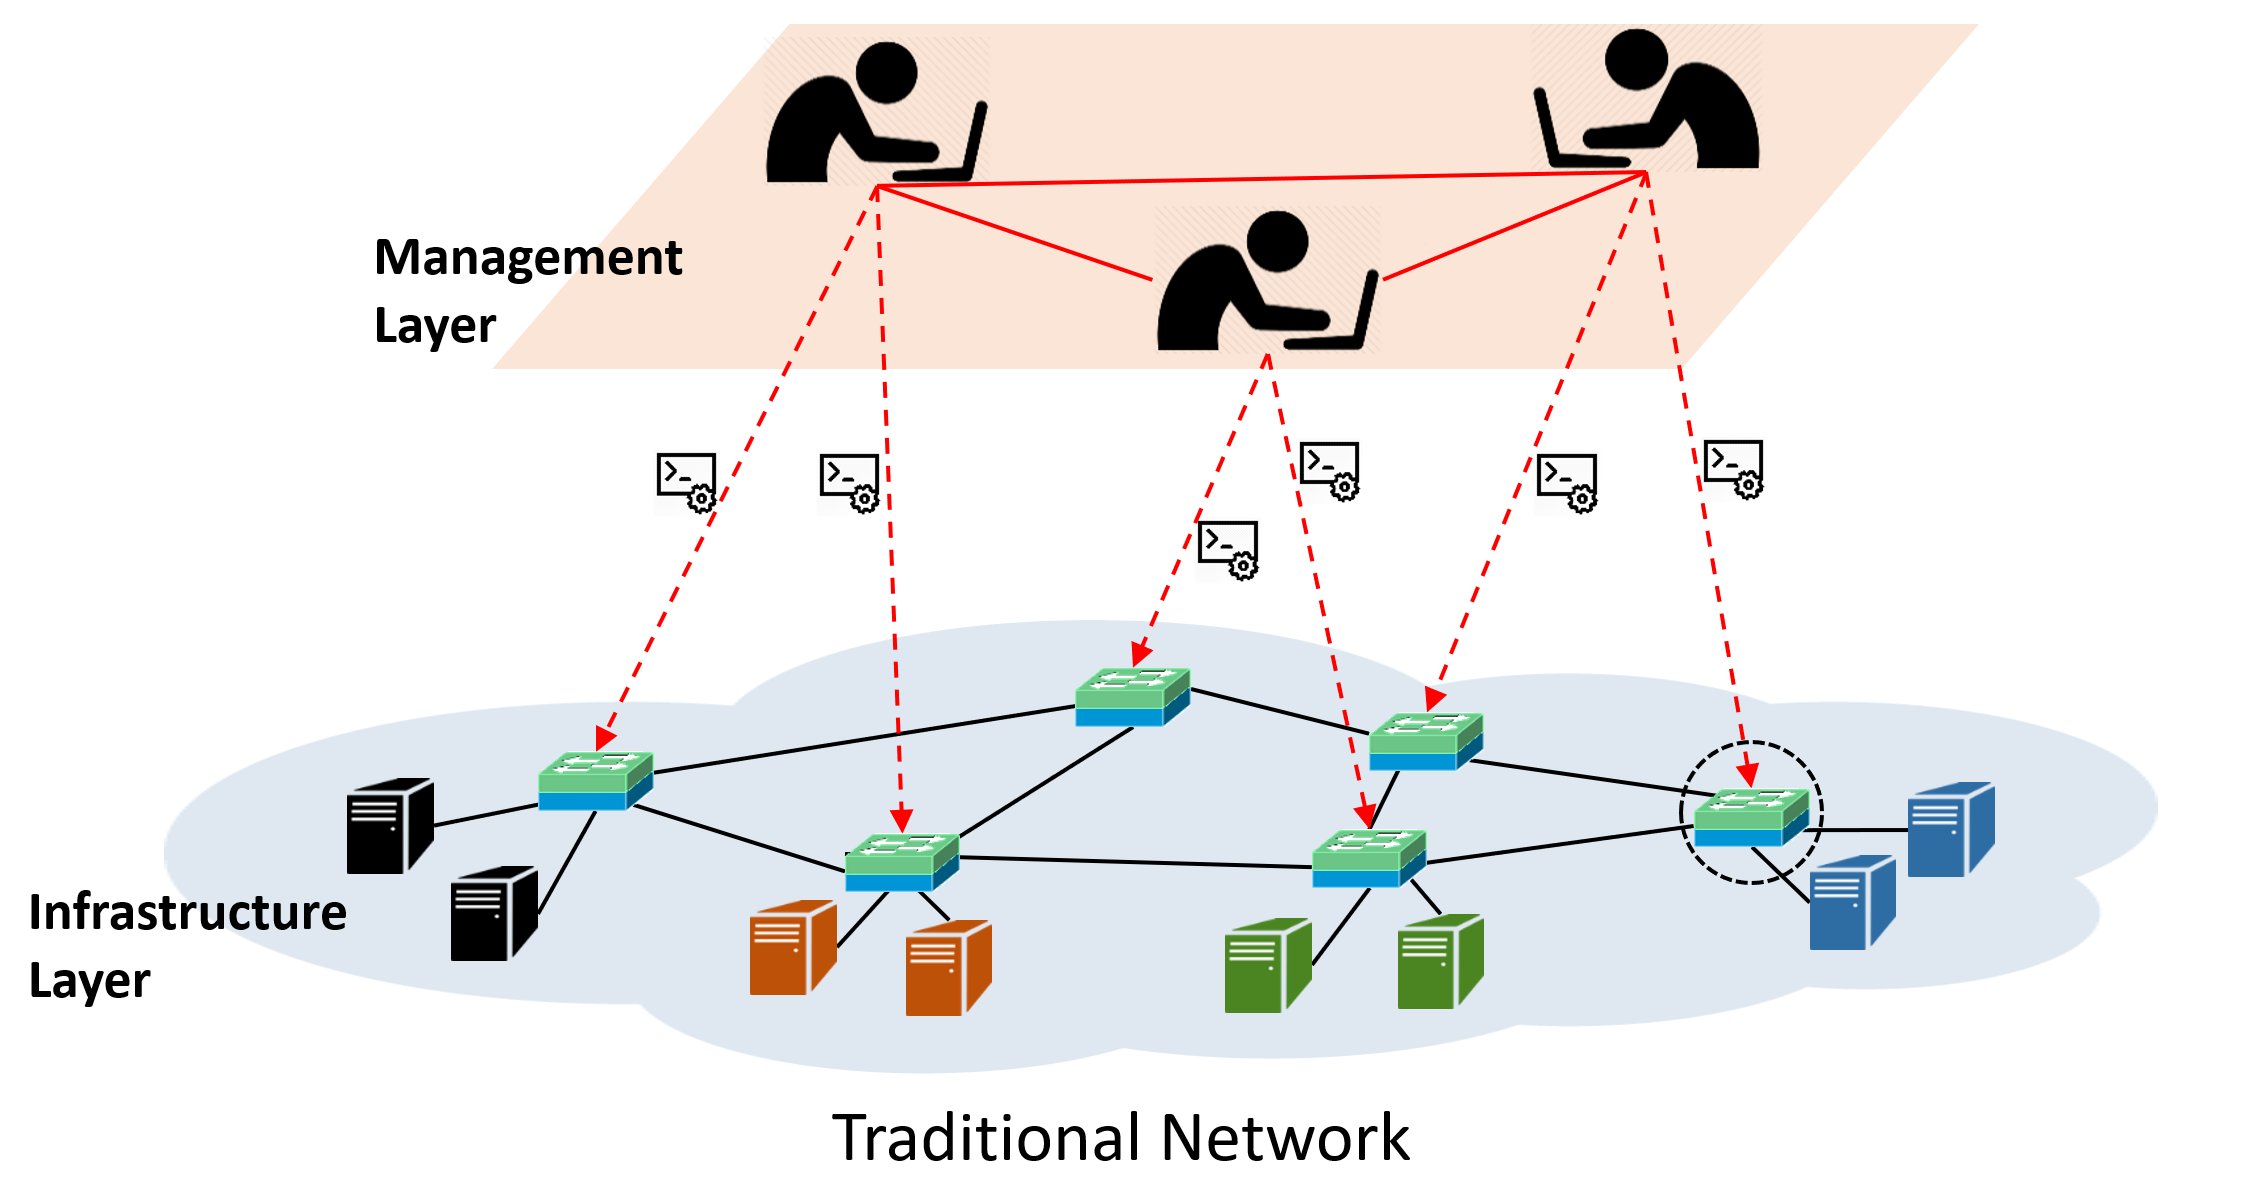 Management
Layer
>_
>_
>_
>_
>_
>_
Infrastructure
Layer
Traditional Network